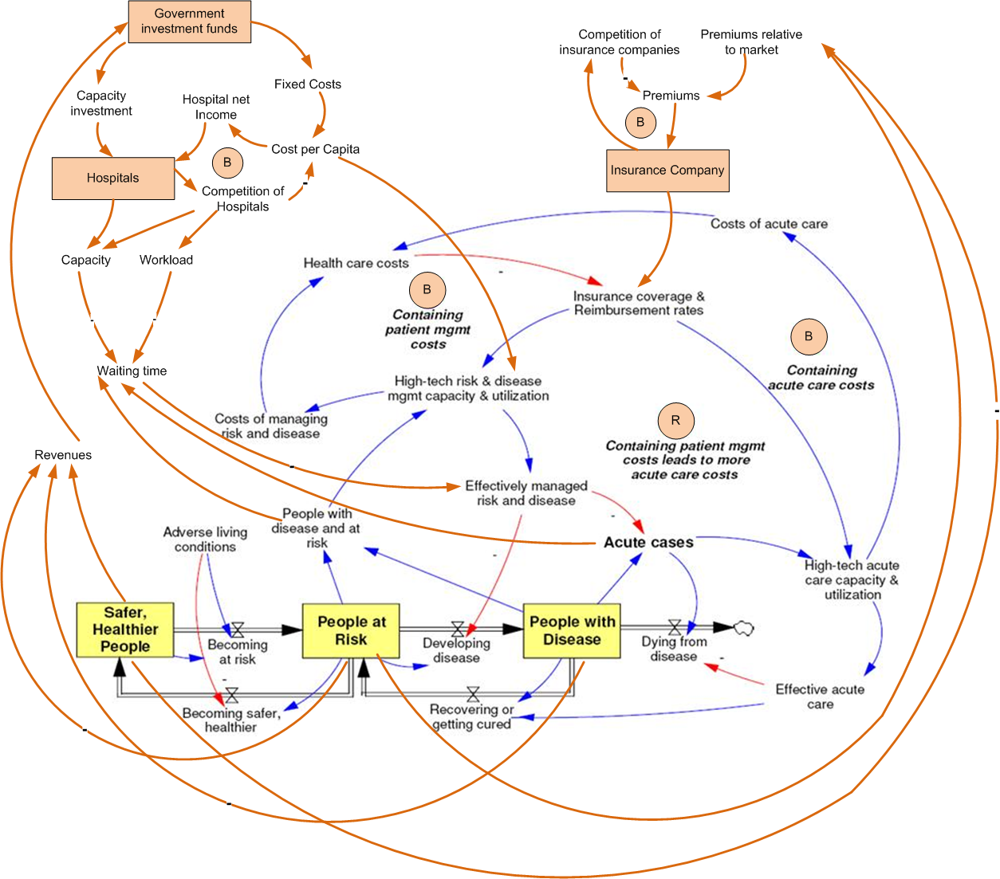 Government
investment funds
Competition of
insurance companies
Premiums relative
to market
Fixed Costs
Capacity
investment
Hospital net
Income
-
Premiums
B
Cost per Capita
B
Hospitals
Insurance Company
-
Competition of
Hospitals
Costs of acute care
Capacity
Workload
Health care costs
-
B
Insurance coverage &
Reimbursement rates
Containing
patient mgmt
costs
-
-
B
Containing
acute care costs
Waiting time
High-tech risk & disease
mgmt capacity & utilization
Costs of managing
risk and disease
R
-
Containing patient mgmt
costs leads to more
acute care costs
Revenues
-
Effectively managed
risk and disease
People with
disease and at
risk
-
Adverse living
conditions
Acute cases
-
High-tech acute
care capacity &
utilization
Safer,
Healthier
People
People at
Risk
People with
Disease
Becoming
at risk
Developing
disease
Dying from
disease
-
-
Becoming safer,
healthier
Recovering or
getting cured
Effective acute
care
-
-